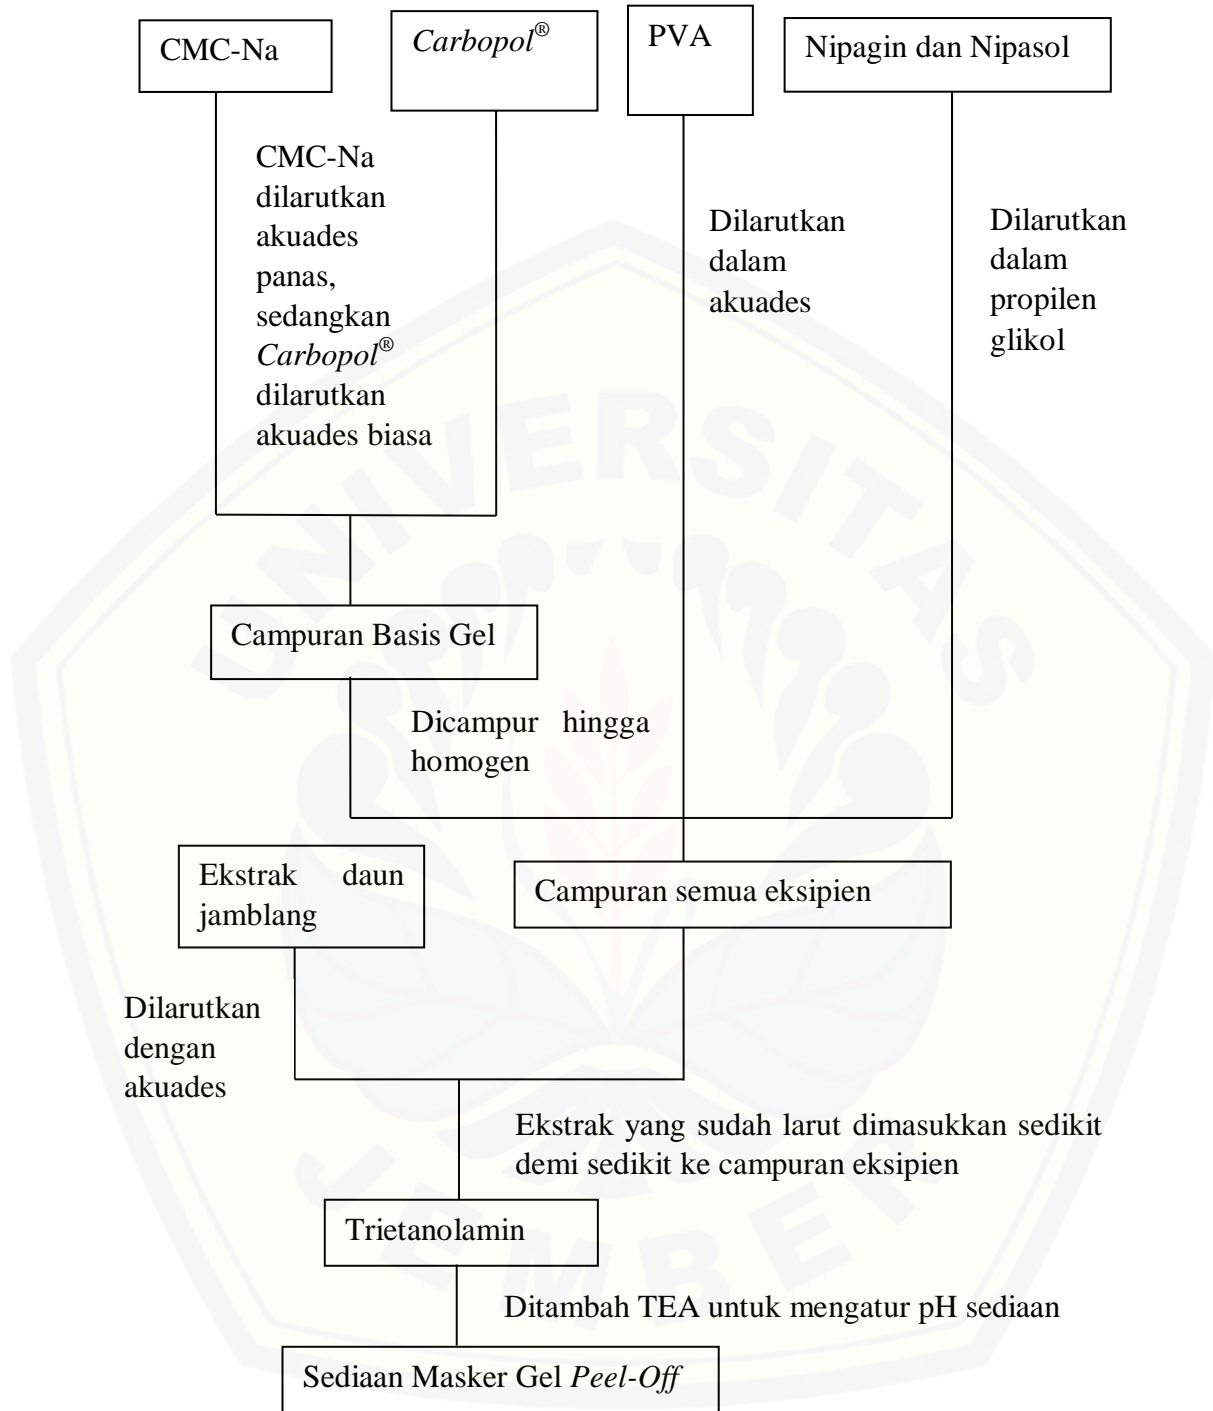 CMC-Na
Carbopol®
PVA
Nipagin dan Nipasol
CMC-Na
dilarutkan
akuades
panas,
sedangkan
Carbopol®
dilarutkan
akuades biasa
Dilarutkan
dalam
akuades
Dilarutkan
dalam
propilen
glikol
Campuran Basis Gel
Dicampur hingga
homogen
Ekstrak daun
jamblang
Campuran semua eksipien
Dilarutkan
dengan
akuades
Ekstrak yang sudah larut dimasukkan sedikit
demi sedikit ke campuran eksipien
Trietanolamin
Ditambah TEA untuk mengatur pH sediaan
Sediaan Masker Gel Peel-Off
UNIVERSITAS
JEMBER